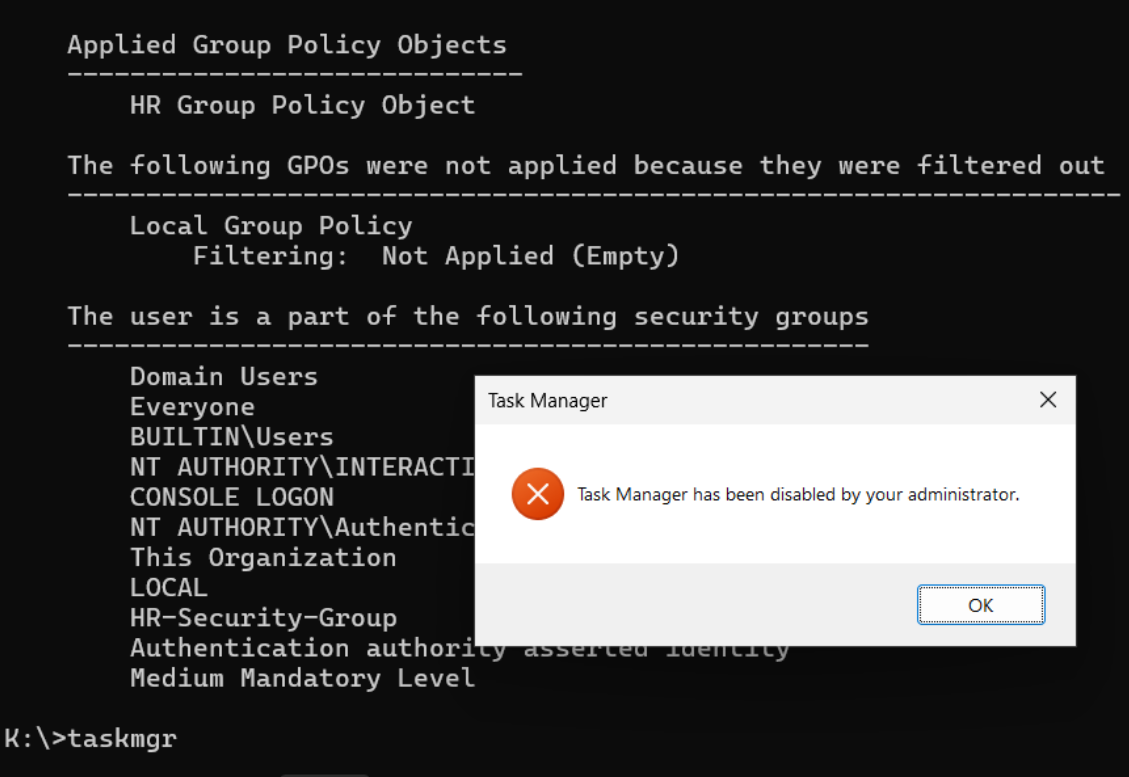 Applied Group Policy Objects
-----------------------------
HR Group Policy Object
The following GPOs were not applied because they were filtered out
-------------------------------------------------------------------
Local Group Policy
Filtering:  Not Applied (Empty)
The user is a part of the following security groups
---------------------------------------------------
Domain Users
Everyone
BUILTIN\Users
NT AUTHORITY\INTERACTI
CONSOLE LOGON
NT AUTHORITY\Authentic
This Organization
LOCAL
HR-Security-Group
Authentication authority asserted identity
Medium Mandatory Level
K:\>taskmgr
Task Manager
Task Manager has been disabled by your administrator.
OK